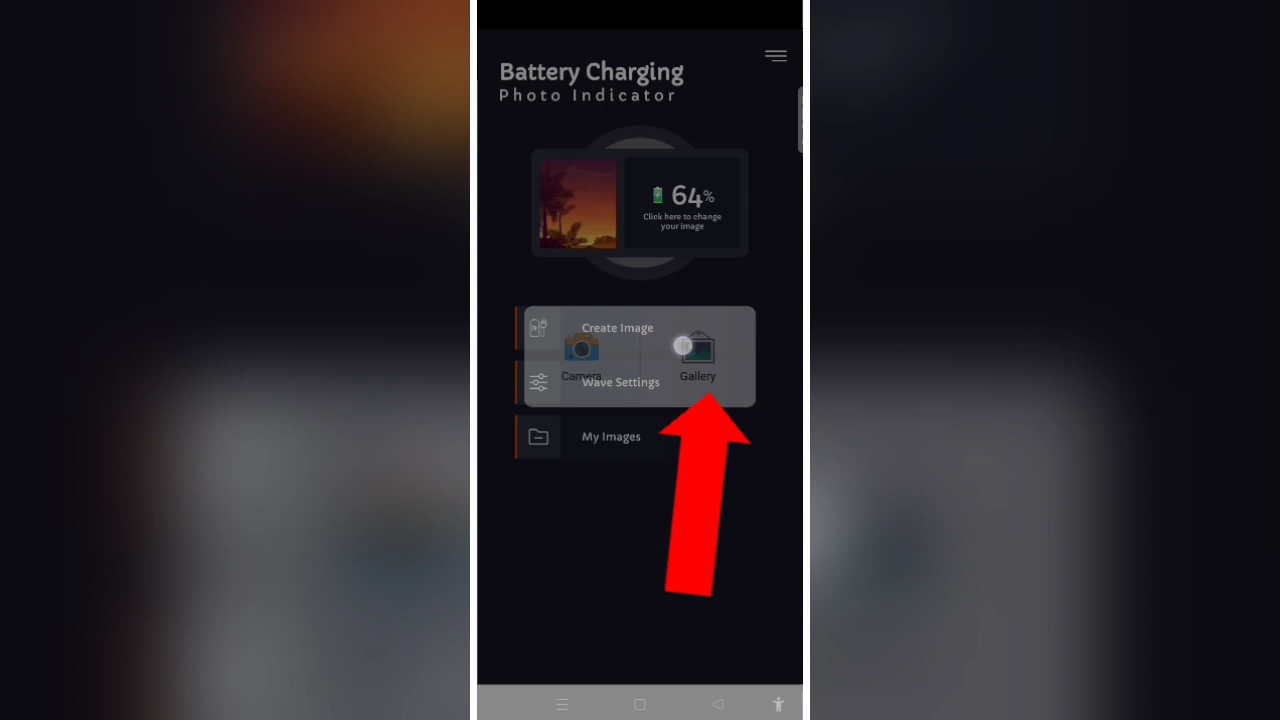 Battery Charging
Photo Indicator
64%
Click here to change
your image
Create Image
Camera
Gallery
Wave Settings
My Images